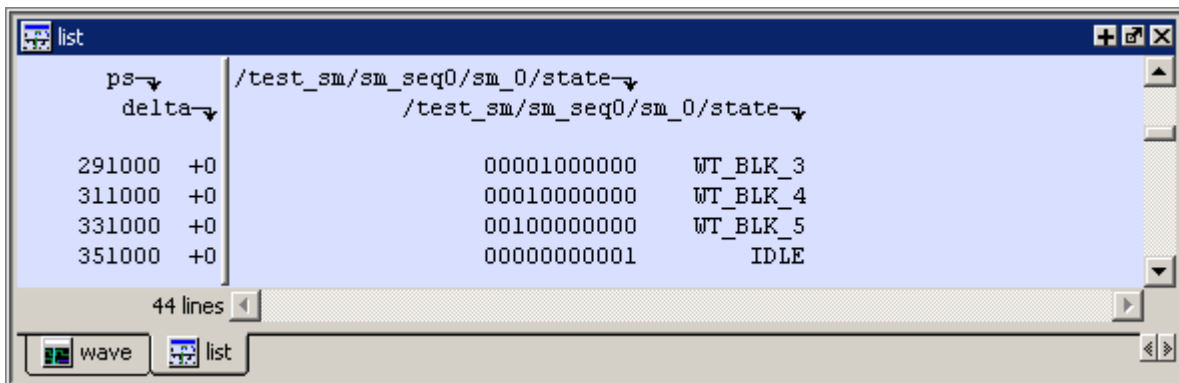 list
ps /test_sm/sm_seq0/sm_0/state
delta /test_sm/sm_seq0/sm_0/state
291000 +0 00001000000 WT_BLK_3
311000 +0 00010000000 WT_BLK_4
331000 +0 00100000000 WT_BLK_5
351000 +0 00000000001 IDLE
44 lines
wave list